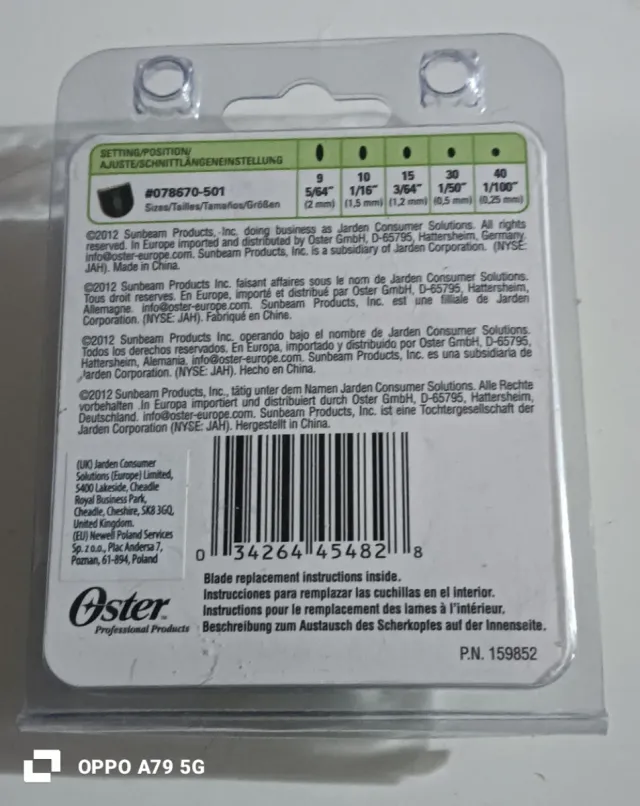 SETTING/POSITION/
AJUSTE/SCHNITTLÄNGENEINSTELLUNG
#078670-501
Sizes/Tailles/Tamaños/Größen
9 10 15 30 40
5/64" 1/16" 3/64" 1/50" 1/100"
(2 mm) (1,5 mm) (1,2 mm) (0,5 mm) (0,25 mm)
©2012 Sunbeam Products, Inc. doing business as Jarden Consumer Solutions. All rights
reserved. In Europe imported and distributed by Oster GmbH, D-65795, Hattersheim, Germany.
info@oster-europe.com. Sunbeam Products, Inc. is a subsidiary of Jarden Corporation. (NYSE:
JAH). Made in China.
©2012 Sunbeam Products, Inc. faisant affaires sous le nom de Jarden Consumer Solutions.
Tous droit reserves. En Europe, importé et distribué par Oster GmbH, D-65795, Hattersheim,
Allemagne. info@oster-europe.com. Sunbeam Products, Inc. est une filliale de Jarden
Corporation. (NYSE: JAH). Fabriqué en Chine.
©2012 Sunbeam Products, Inc. operando bajo el nombre de Jarden Consumer Solutions.
Todos los derechos reservados. En Europa, importado y distribuido por Oster GmbH, D-65795,
Hattersheim, Alemania. info@oster-europe.com. Sunbeam Products, Inc. es una subsidiaria de
Jarden Corporation. (NYSE: JAH). Hecho en China.
©2012 Sunbeam Products, Inc., tätig unter dem Namen Jarden Consumer Solutions. Alle Rechte
vorbehalten .In Europa importiert und distribuiert durch Oster GmbH, D-65795, Hattersheim,
Deutschland. info@oster-europe.com. Sunbeam Products, Inc. ist eine Tochtergesellschaft der
Jarden Corporation (NYSE: JAH). Hergestellt in China.
(UK) Jarden Consumer
Solutions (Europe) Limited,
5400 Lakeside, Cheadle
Royal Business Park,
Cheadle, Cheshire, SK8 3GQ,
United Kingdom.
(EU) Newell Poland Services
Sp. z o.o., Plac Andersa 7,
Poznan, 61-894, Poland
0 34264 45482 8
Oster™
Professional Products
Blade replacement instructions inside.
Instrucciones para remplazar las cuchillas en el interior.
Instructions pour le remplacement des lames à l'intérieur.
Beschreibung zum Austausch des Scherkopfes auf der Innenseite.
P.N. 159852
OPPO A79 5G